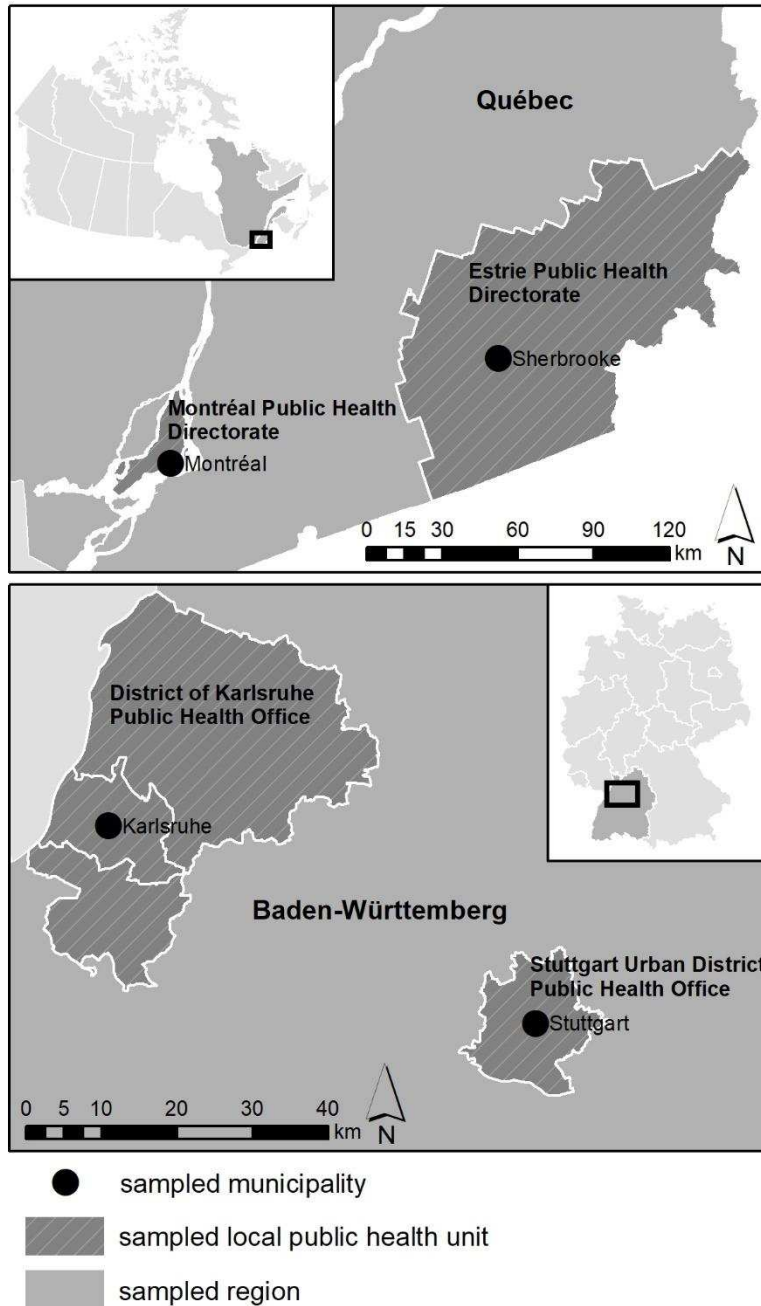 Québec
Estrie Public Health
Directorate
Sherbrooke
Montréal Public Health
Directorate
Montréal
0 15 30 60 90 120
km
N
District of Karlsruhe
Public Health Office
Karlsruhe
Baden-Württemberg
Stuttgart Urban District
Public Health Office
Stuttgart
0 5 10 20 30 40
km
N
sampled municipality
sampled local public health unit
sampled region